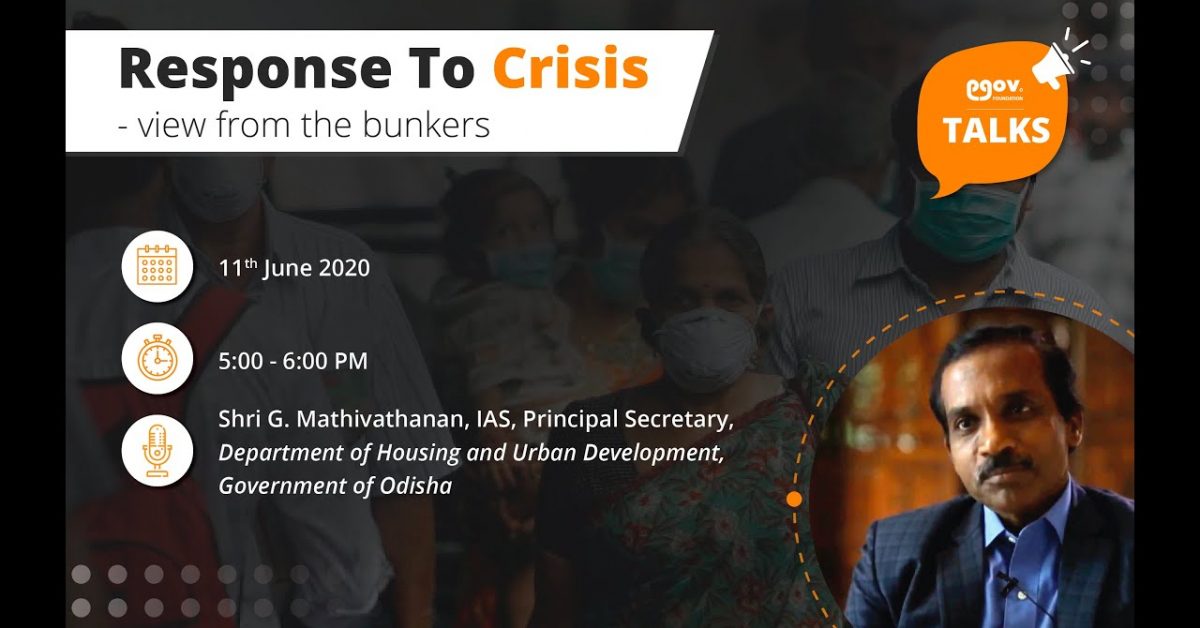 Response To Crisis
- view from the bunkers
egov
FOUNDATION
TALKS
11th June 2020
5:00 - 6:00 PM
Shri G. Mathivathanan, IAS, Principal Secretary,
Department of Housing and Urban Development,
Government of Odisha